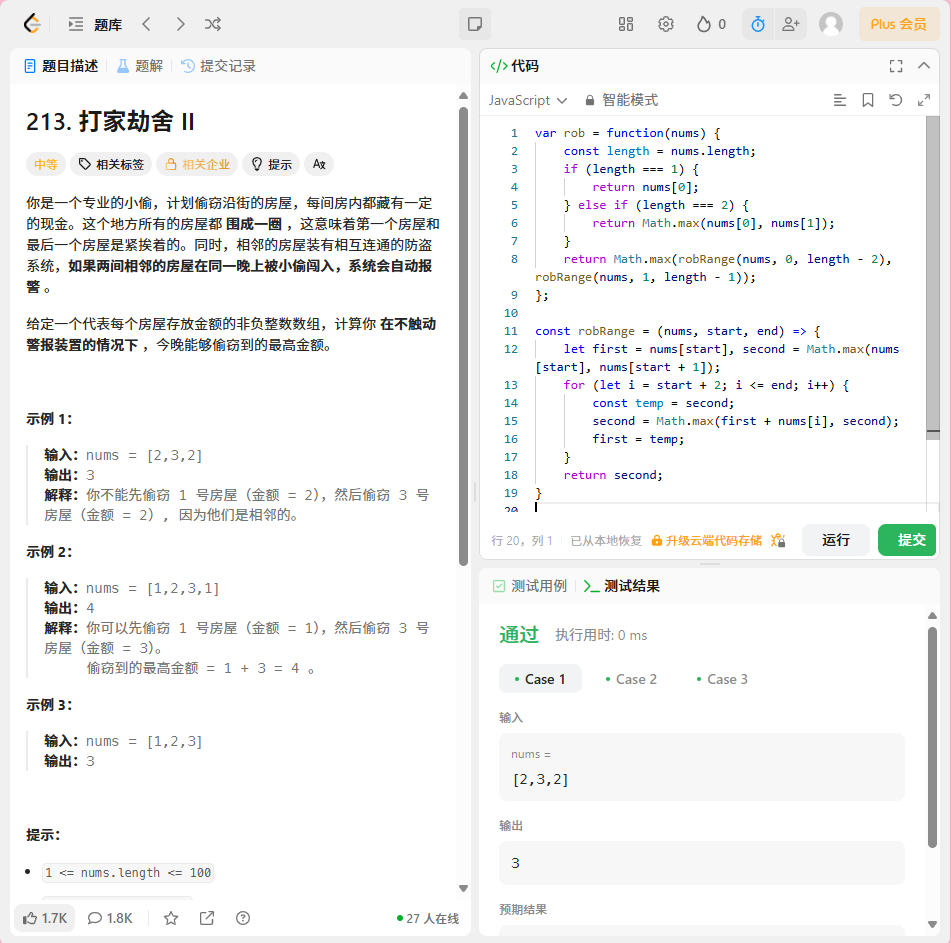 题库
0
Plus 会员
题目描述
题解
提交记录
213. 打家劫舍 II
中等
相关标签
相关企业
提示
你是一个专业的小偷，计划偷窃沿街的房屋，每间房内都藏有一定
的现金。这个地方所有的房屋都 围成一圈 ，这意味着第一个房屋和
最后一个房屋是紧挨着的。同时，相邻的房屋装有相互连通的防盗
系统，如果两间相邻的房屋在同一晚上被小偷闯入，系统会自动报
警 。
给定一个代表每个房屋存放金额的非负整数数组，计算你 在不触动
警报装置的情况下 ，今晚能够偷窃到的最高金额。
示例 1：
输入：nums = [2,3,2]
输出：3
解释：你不能先偷窃 1 号房屋（金额 = 2），然后偷窃 3 号
房屋（金额 = 2）, 因为他们是相邻的。
示例 2：
输入：nums = [1,2,3,1]
输出：4
解释：你可以先偷窃 1 号房屋（金额 = 1），然后偷窃 3 号
房屋（金额 = 3）。
偷窃到的最高金额 = 1 + 3 = 4 。
示例 3：
输入：nums = [1,2,3]
输出：3
提示：
1 <= nums.length <= 100
1.7K
1.8K
27 人在线
代码
JavaScript
智能模式
1 var rob = function(nums) {
2 const length = nums.length;
3 if (length === 1) {
4 return nums[0];
5 } else if (length === 2) {
6 return Math.max(nums[0], nums[1]);
7 }
8 return Math.max(robRange(nums, 0, length - 2),
robRange(nums, 1, length - 1));
9 };
10
11 const robRange = (nums, start, end) => {
12 let first = nums[start], second = Math.max(nums
[start], nums[start + 1]);
13 for (let i = start + 2; i <= end; i++) {
14 const temp = second;
15 second = Math.max(first + nums[i], second);
16 first = temp;
17 }
18 return second;
19 }
20
行 20，列 1
已从本地恢复
升级云端代码存储
运行
提交
测试用例
测试结果
通过
执行用时: 0 ms
Case 1
Case 2
Case 3
输入
nums =
[2,3,2]
输出
3
预期结果